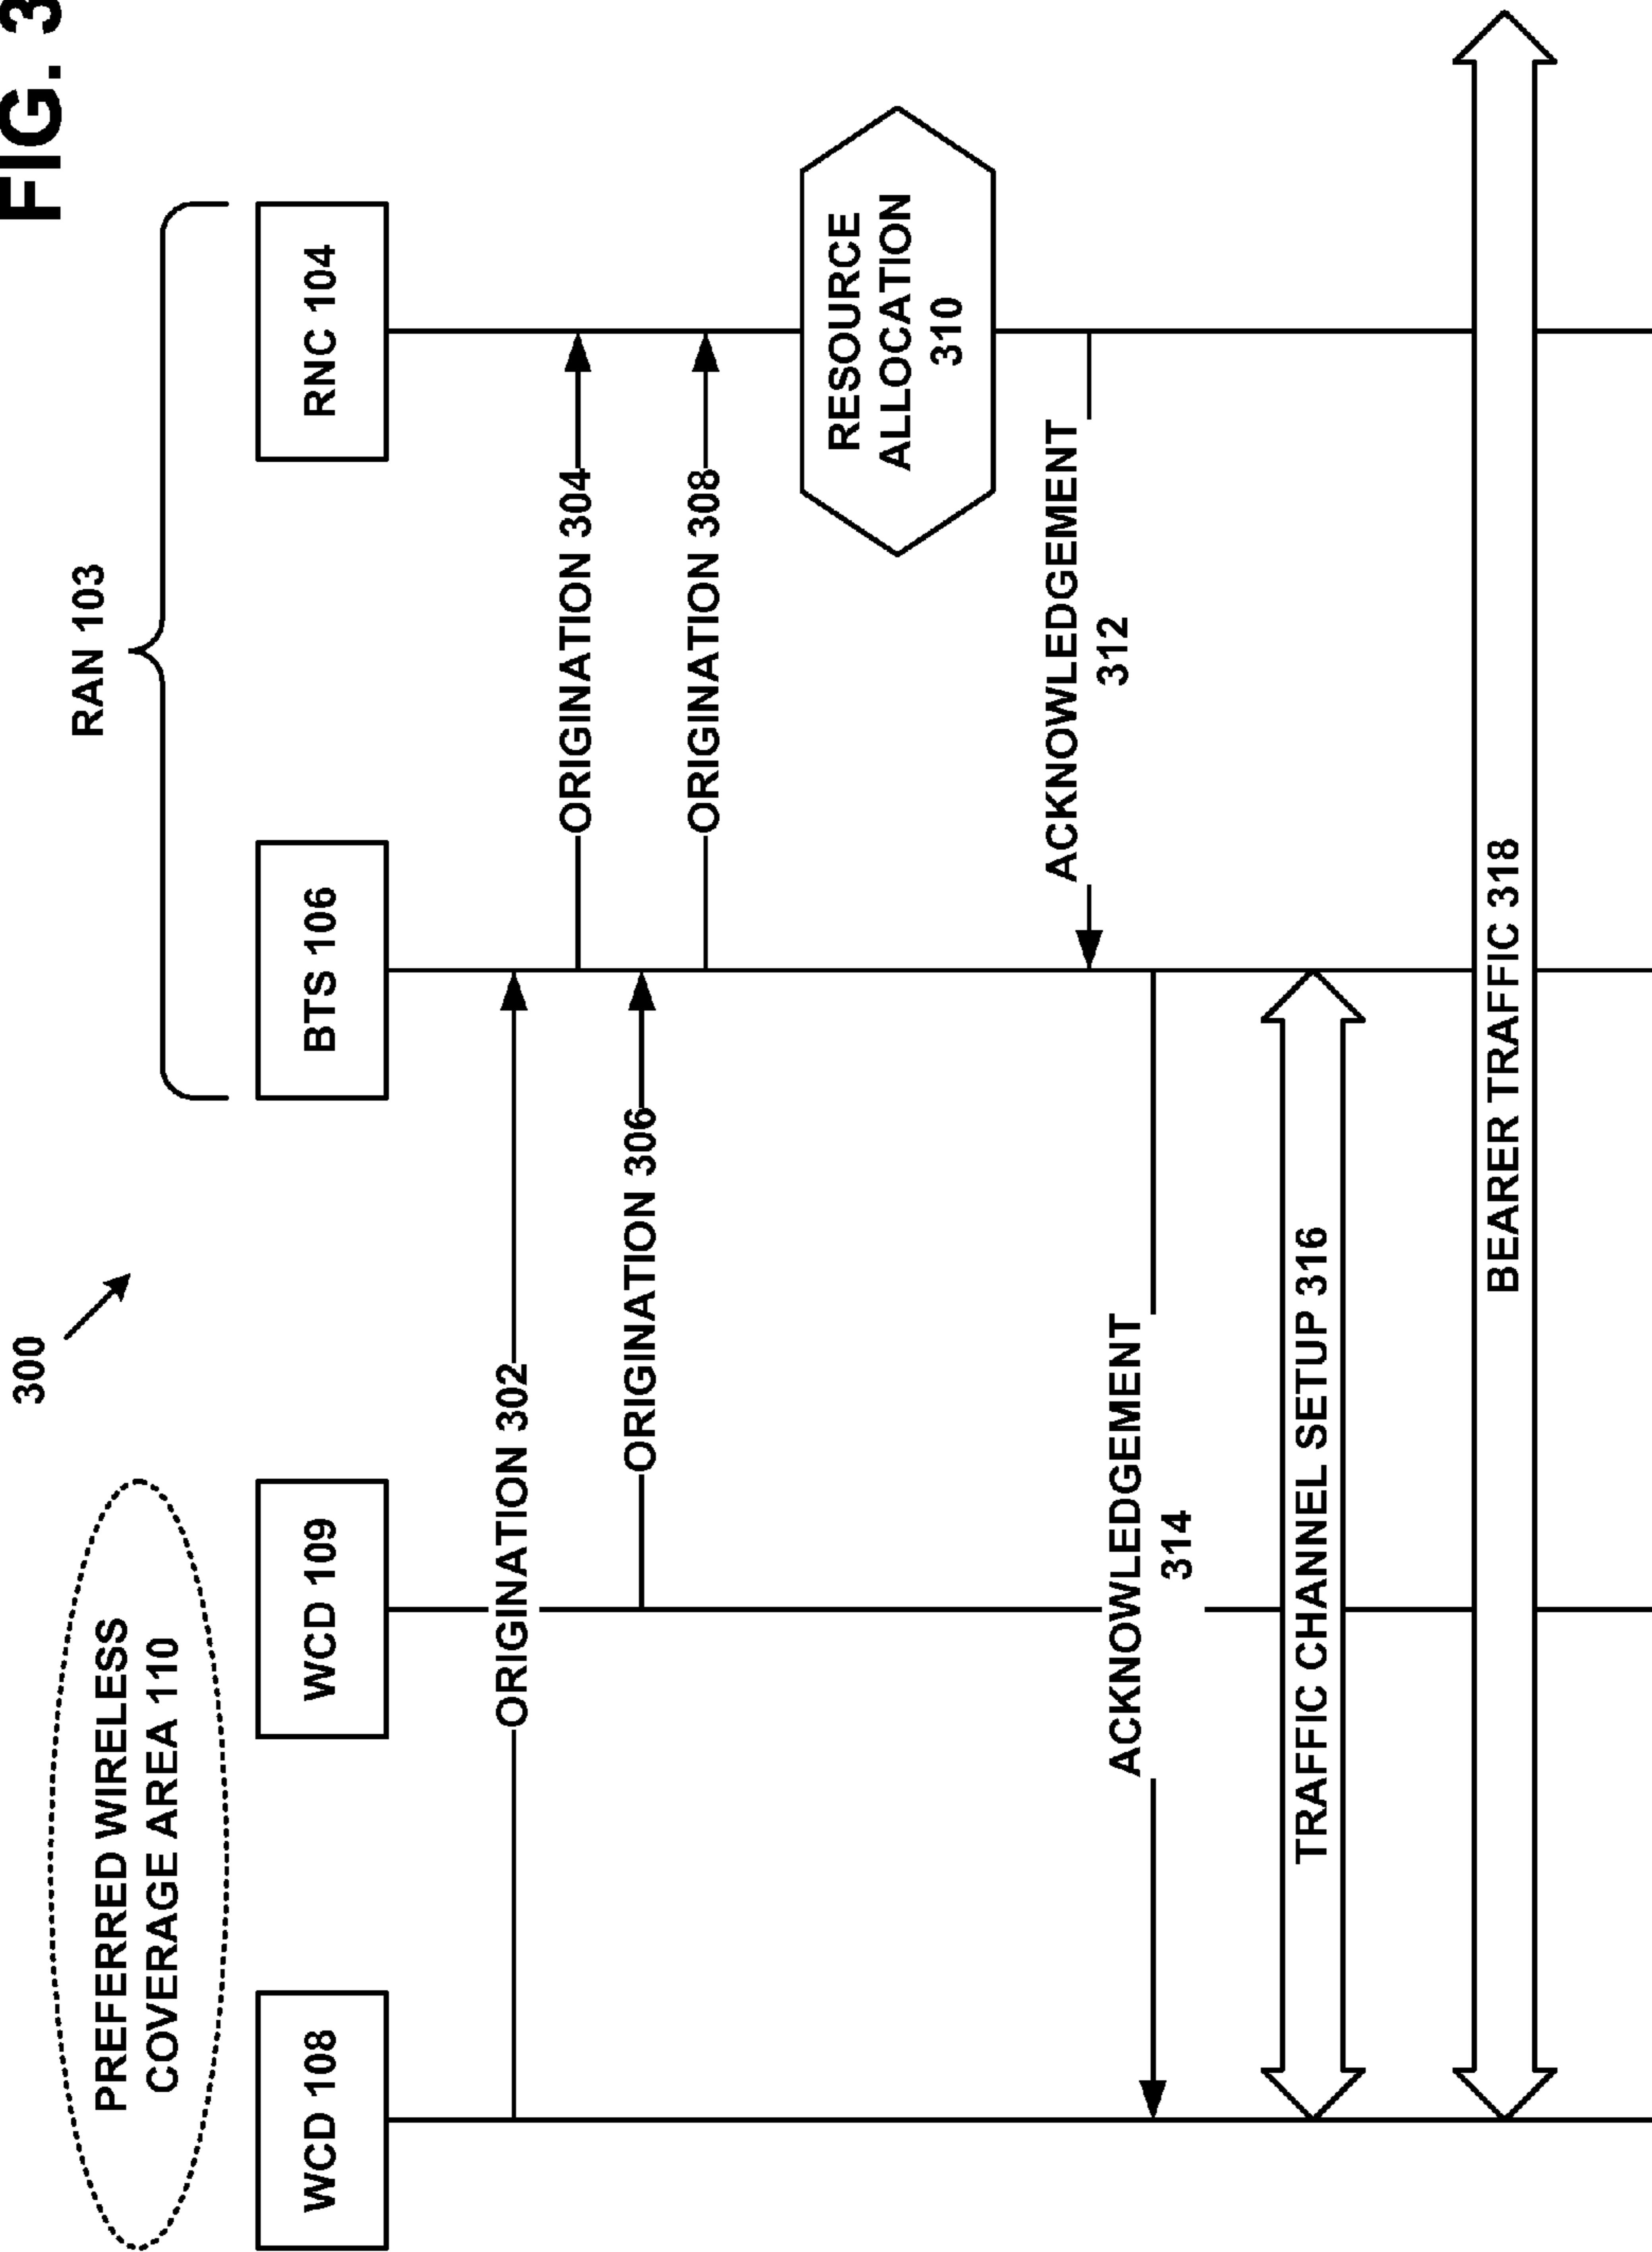 FIG. 3
300
PREFERRED WIRELESS
COVERAGE AREA 110
RAN 103
WCD 108
WCD 109
BTS 106
RNC 104
ORIGINATION 302
ORIGINATION 304
ORIGINATION 306
ORIGINATION 308
RESOURCE
ALLOCATION
310
ACKNOWLEDGEMENT
312
ACKNOWLEDGEMENT
314
TRAFFIC CHANNEL SETUP 316
BEARER TRAFFIC 318